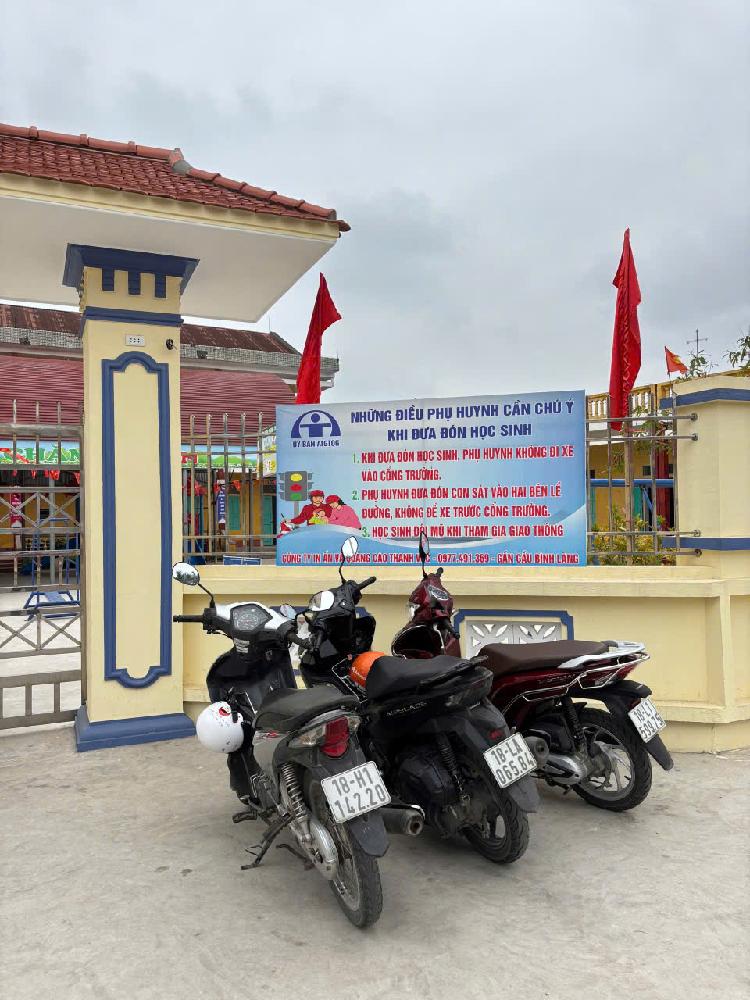 NHỮNG ĐIỀU PHỤ HUYNH CẦN CHÚ Ý
KHI ĐƯA ĐÓN HỌC SINH
ỦY BAN ATGTQG
1. KHI ĐƯA ĐÓN HỌC SINH, PHỤ HUYNH KHÔNG ĐI XE
VÀO CỔNG TRƯỜNG.
2. PHỤ HUYNH ĐƯA ĐÓN CON SÁT VÀO HAI BÊN LỀ
ĐƯỜNG, KHÔNG ĐỂ XE TRƯỚC CỔNG TRƯỜNG.
3. HỌC SINH ĐỘI MŨ KHI THAM GIA GIAO THÔNG
CÔNG TY IN ẤN VÀ QUẢNG CÁO THANH - 0977.491.369 - GẦN CẦU BÌNH LÃNG
AIRBLADE
VISION
18-L1
59975
18-LA
065.84
18-H1
142.20